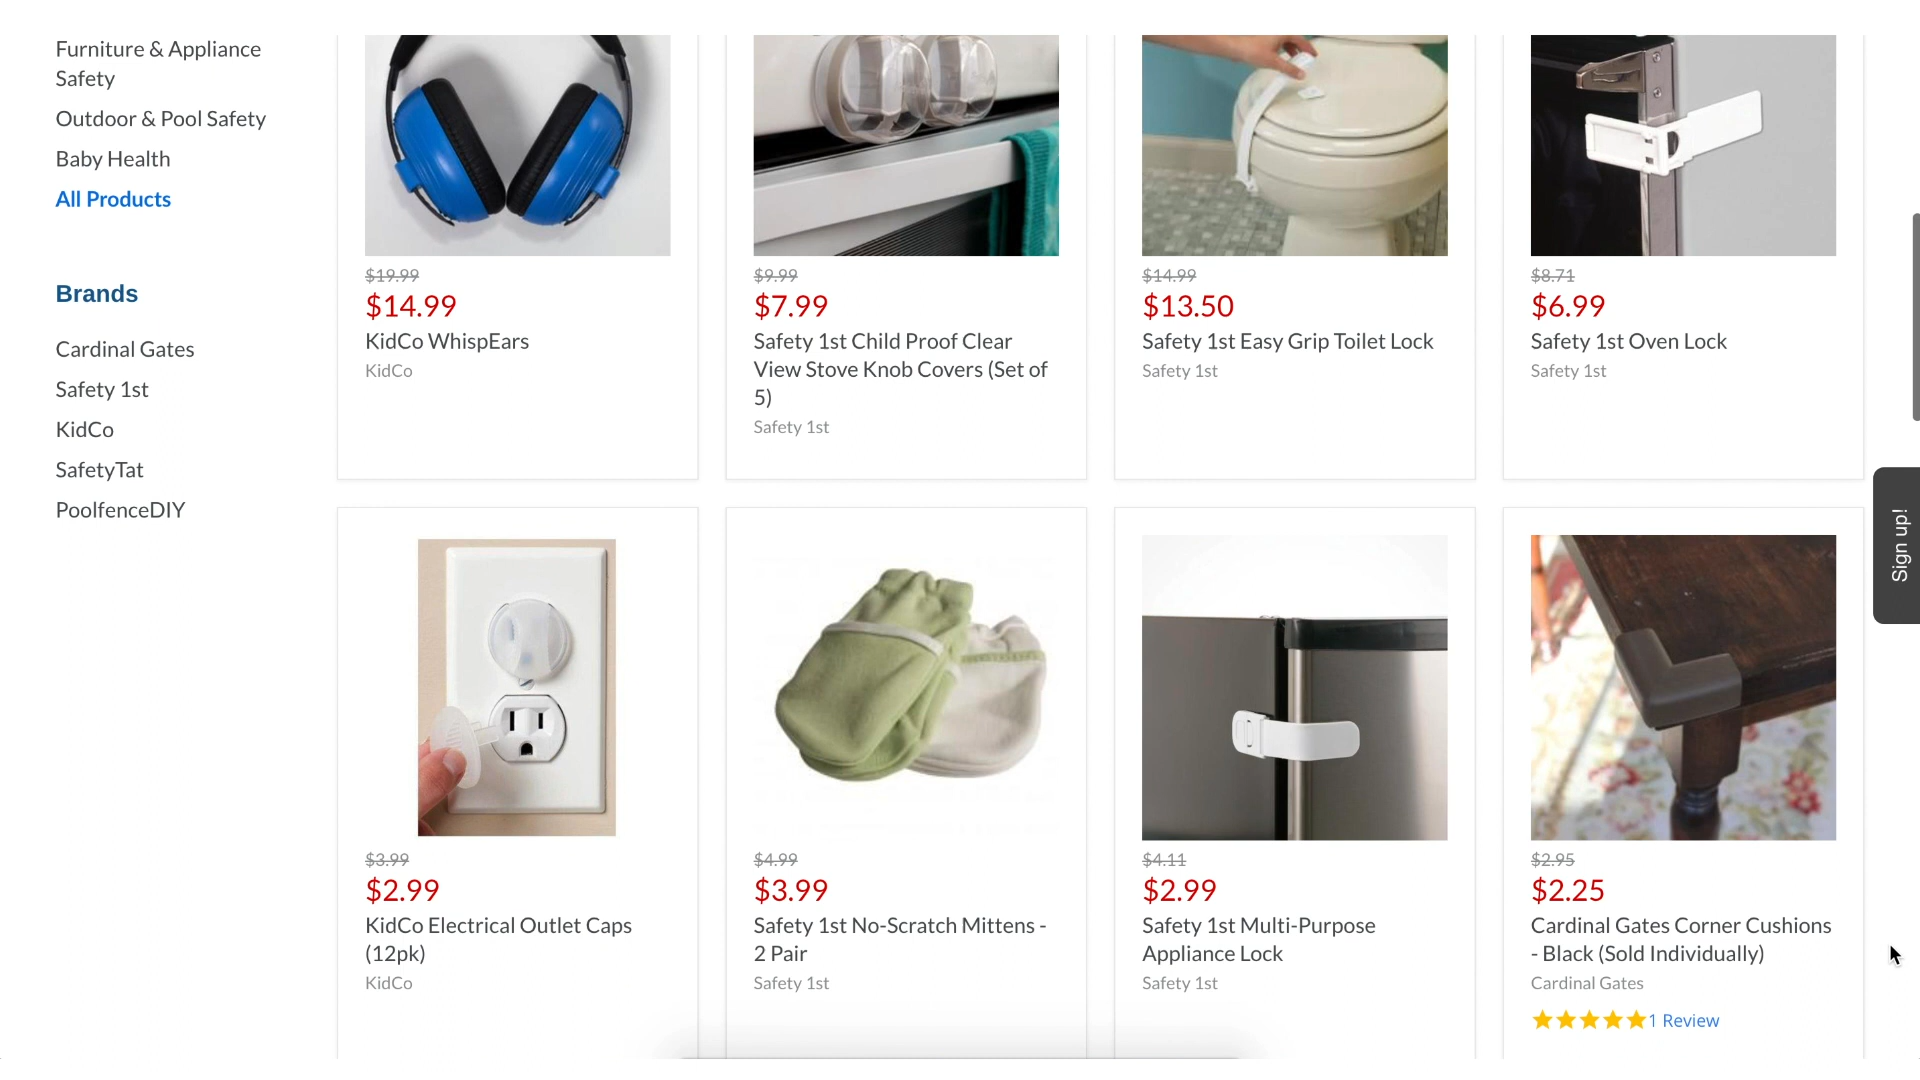 Furniture & Appliance
Safety
Outdoor & Pool Safety
Baby Health
All Products
Brands
Cardinal Gates
Safety 1st
KidCo
SafetyTat
PoolfenceDIY
$19.99
$14.99
KidCo WhispEars
KidCo
$9.99
$7.99
Safety 1st Child Proof Clear
View Stove Knob Covers (Set of
5)
Safety 1st
$14.99
$13.50
Safety 1st Easy Grip Toilet Lock
Safety 1st
$8.71
$6.99
Safety 1st Oven Lock
Safety 1st
$3.99
$2.99
KidCo Electrical Outlet Caps
(12pk)
KidCo
$4.99
$3.99
Safety 1st No-Scratch Mittens -
2 Pair
Safety 1st
$4.11
$2.99
Safety 1st Multi-Purpose
Appliance Lock
Safety 1st
$2.95
$2.25
Cardinal Gates Corner Cushions
- Black (Sold Individually)
Cardinal Gates
1 Review
Sign up!